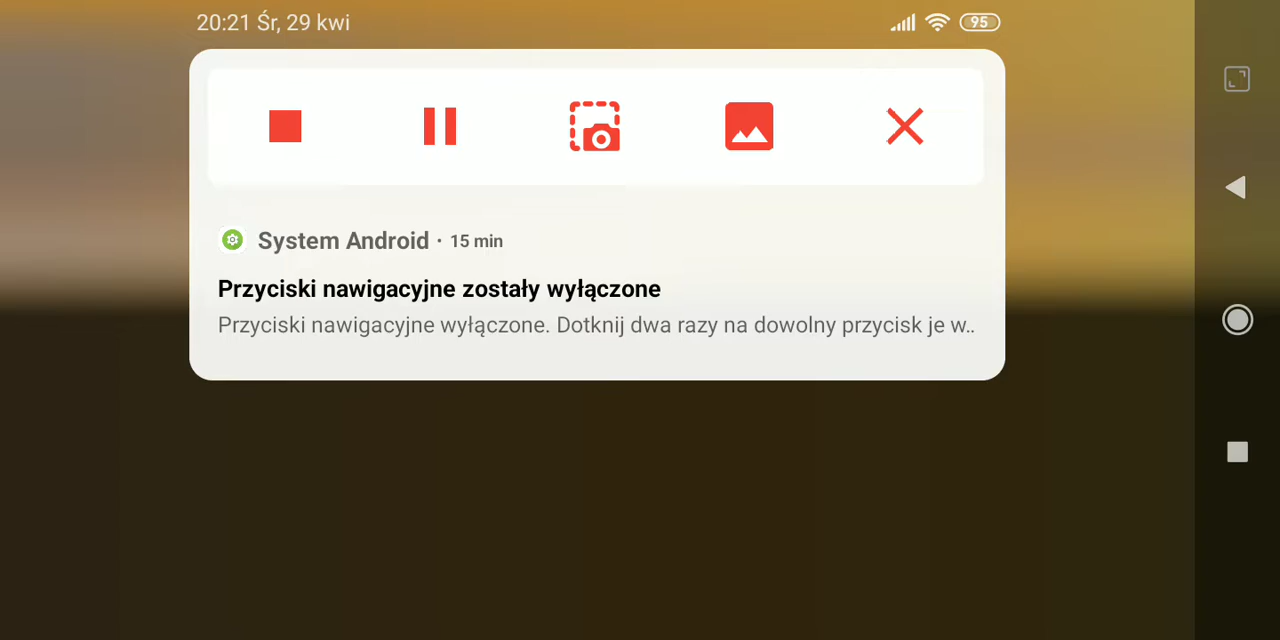 20:21 Śr, 29 kwi
95
System Android · 15 min
Przyciski nawigacyjne zostały wyłączone
Przyciski nawigacyjne wyłączone. Dotknij dwa razy na dowolny przycisk je w..